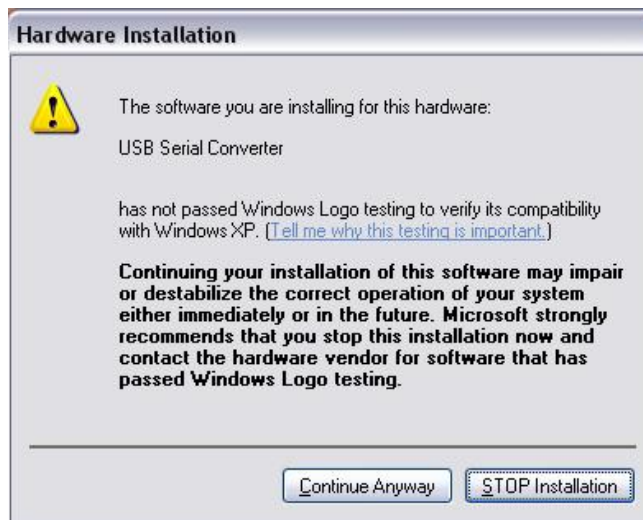 Hardware Installation
The software you are installing for this hardware:
USB Serial Converter
has not passed Windows Logo testing to verify its compatibility
with Windows XP. (Tell me why this testing is important.)
Continuing your installation of this software may impair
or destabilize the correct operation of your system
either immediately or in the future. Microsoft strongly
recommends that you stop this installation now and
contact the hardware vendor for software that has
passed Windows Logo testing.
Continue Anyway
STOP Installation